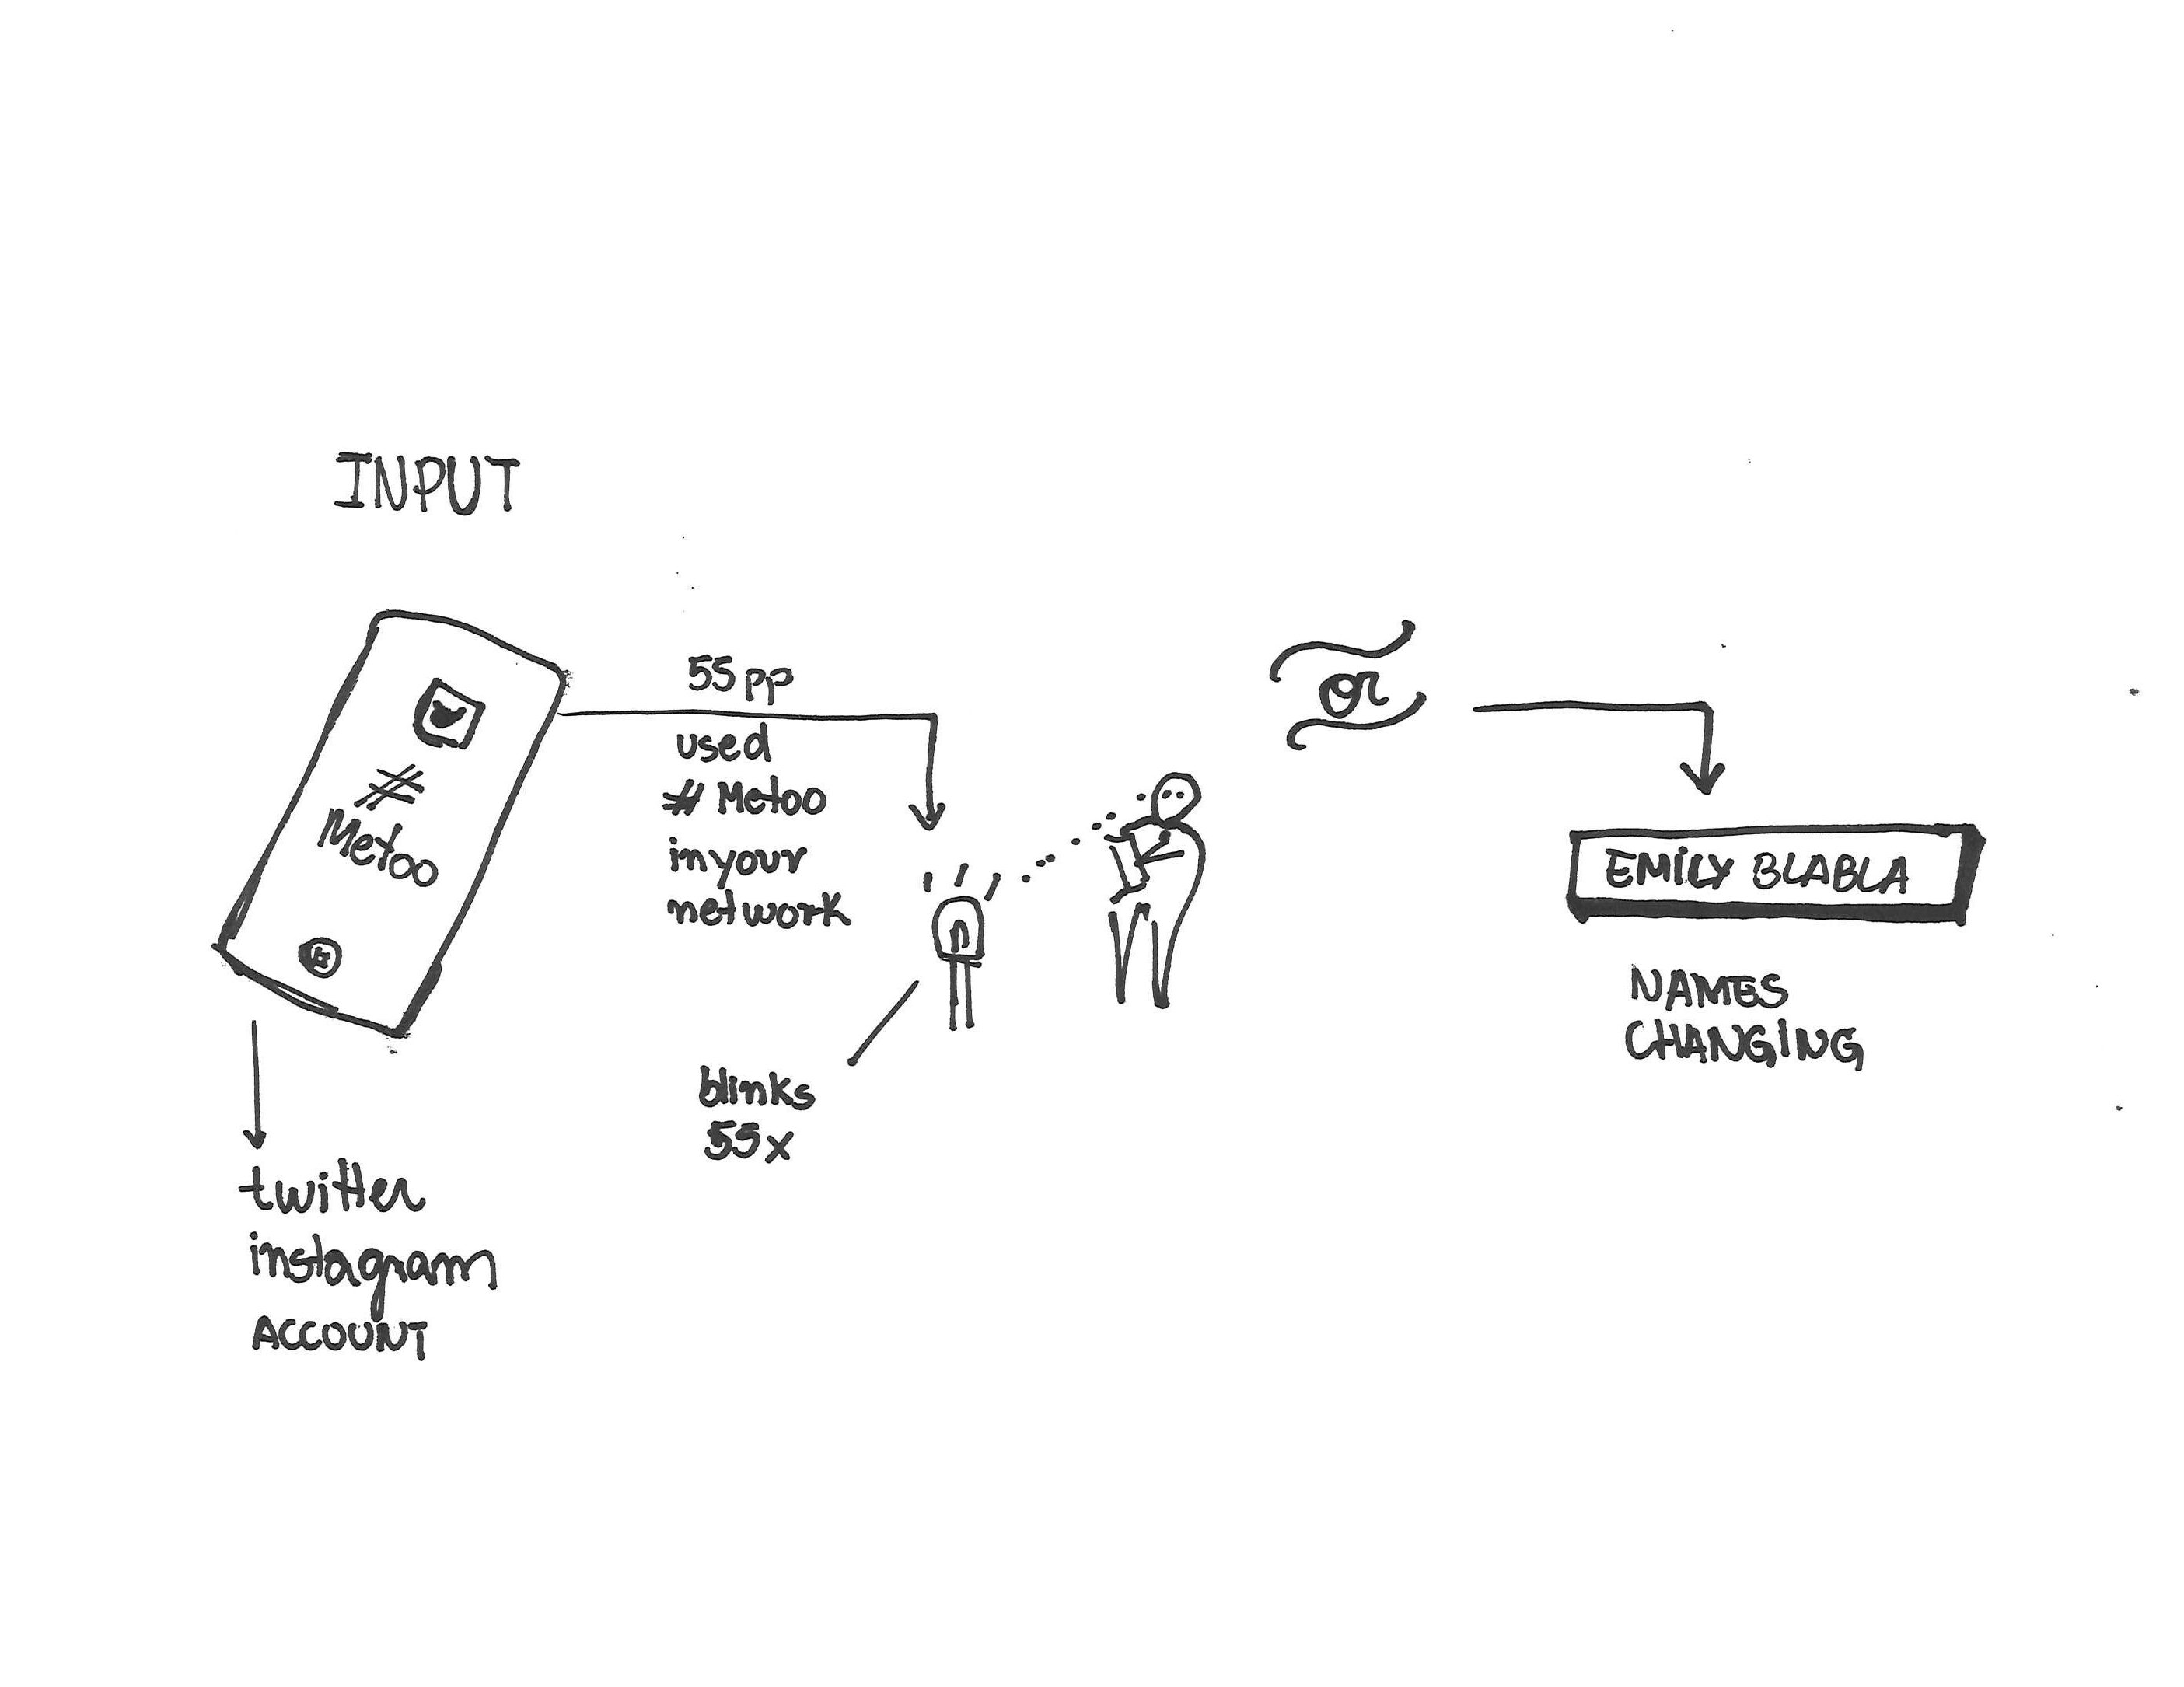 INPUT
#
Metoo
55 pp
used
# Metoo
in your
network
blinks
55x
twitter
instagram
ACCOUNT
or
EMILY BLABLA
NAMES
CHANGING